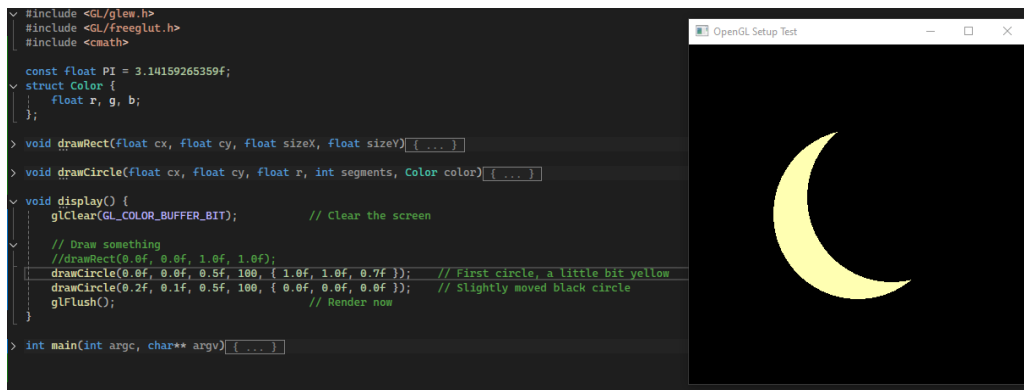 #include <GL/glew.h>
#include <GL/freeglut.h>
#include <cmath>
const float PI = 3.14159265359f;
struct Color {
    float r, g, b;
};
void drawRect(float cx, float cy, float sizeX, float sizeY){ ... }
void drawCircle(float cx, float cy, float r, int segments, Color color){ ... }
void display() {
    glClear(GL_COLOR_BUFFER_BIT);           // Clear the screen
    // Draw something
    //drawRect(0.0f, 0.0f, 1.0f, 1.0f);
    drawCircle(0.0f, 0.0f, 0.5f, 100, { 1.0f, 1.0f, 0.7f });    // First circle, a little bit yellow
    drawCircle(0.2f, 0.1f, 0.5f, 100, { 0.0f, 0.0f, 0.0f });    // Slightly moved black circle
    glFlush();                              // Render now
}
int main(int argc, char** argv){ ... }
OpenGL Setup Test